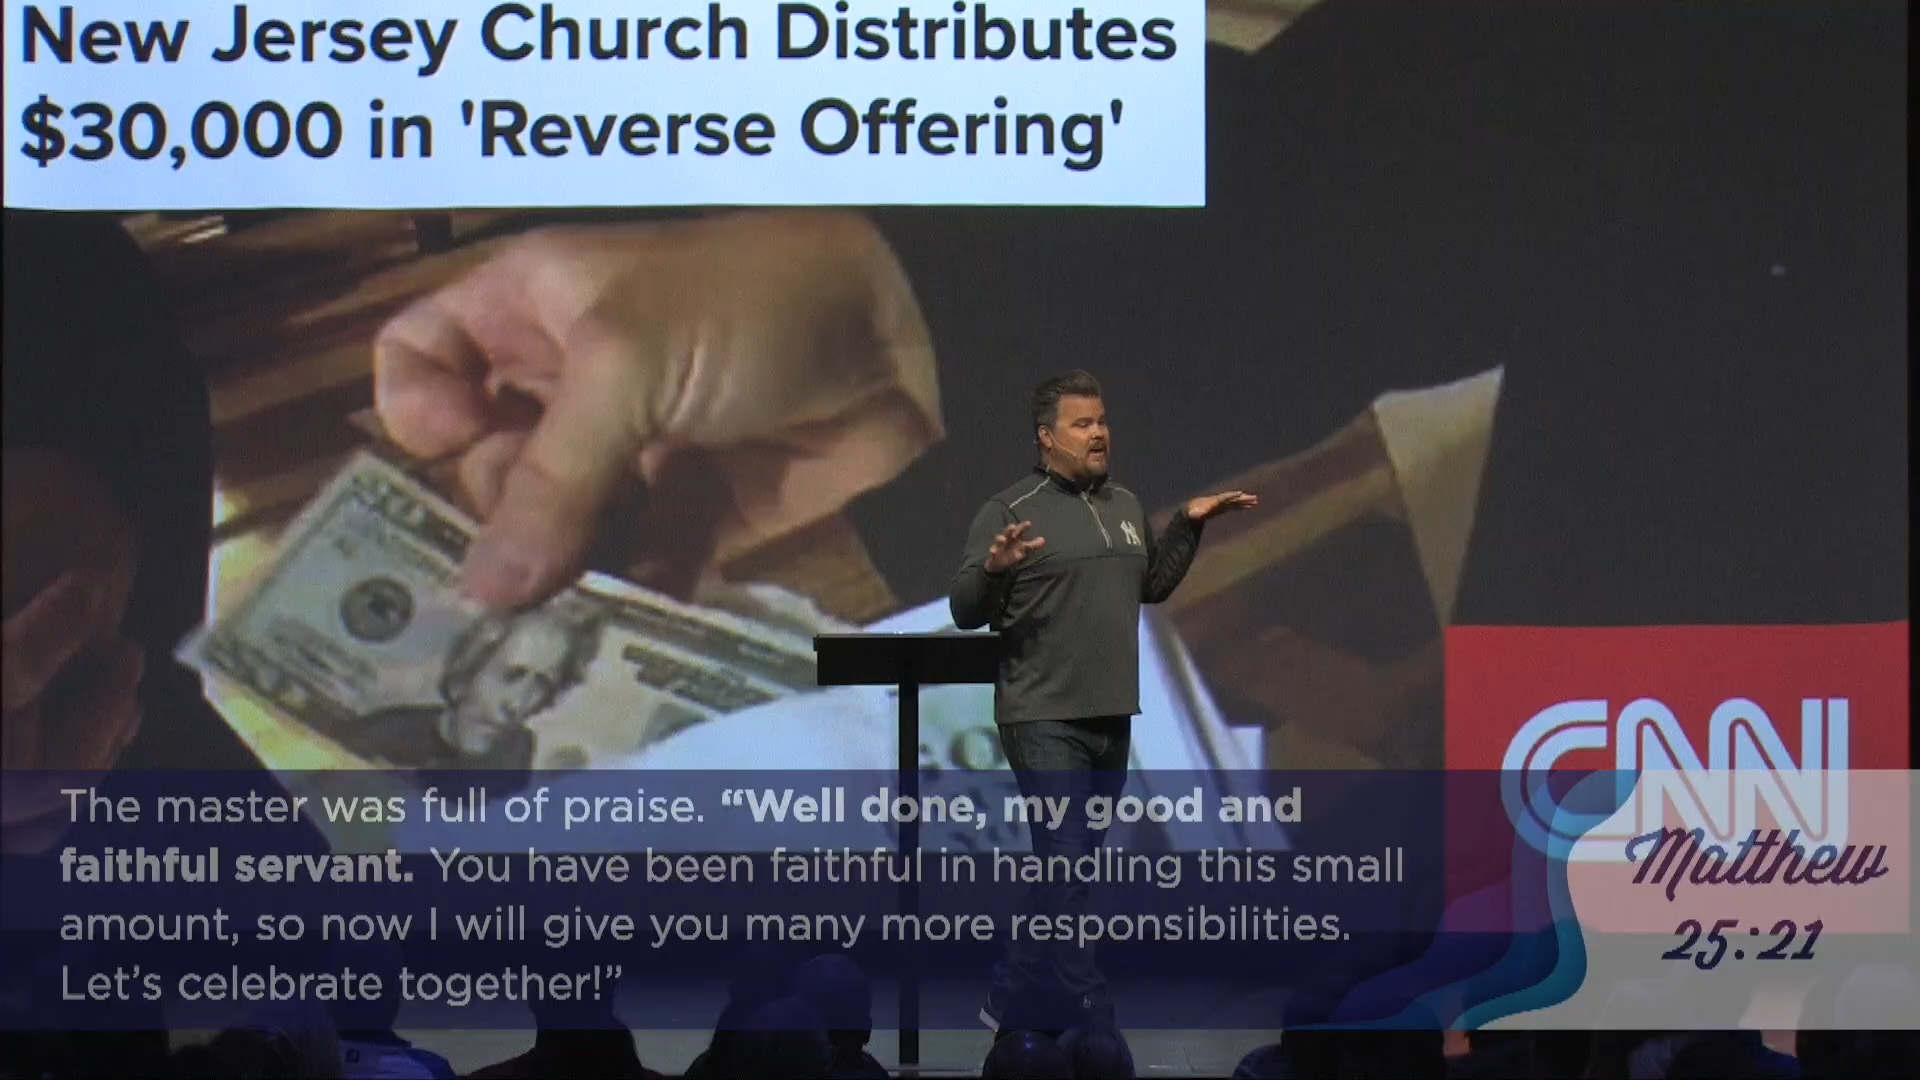 New Jersey Church Distributes
$30,000 in 'Reverse Offering'
CNN
The master was full of praise. “Well done, my good and
faithful servant. You have been faithful in handling this small
amount, so now I will give you many more responsibilities.
Let’s celebrate together!”
Matthew
25:21